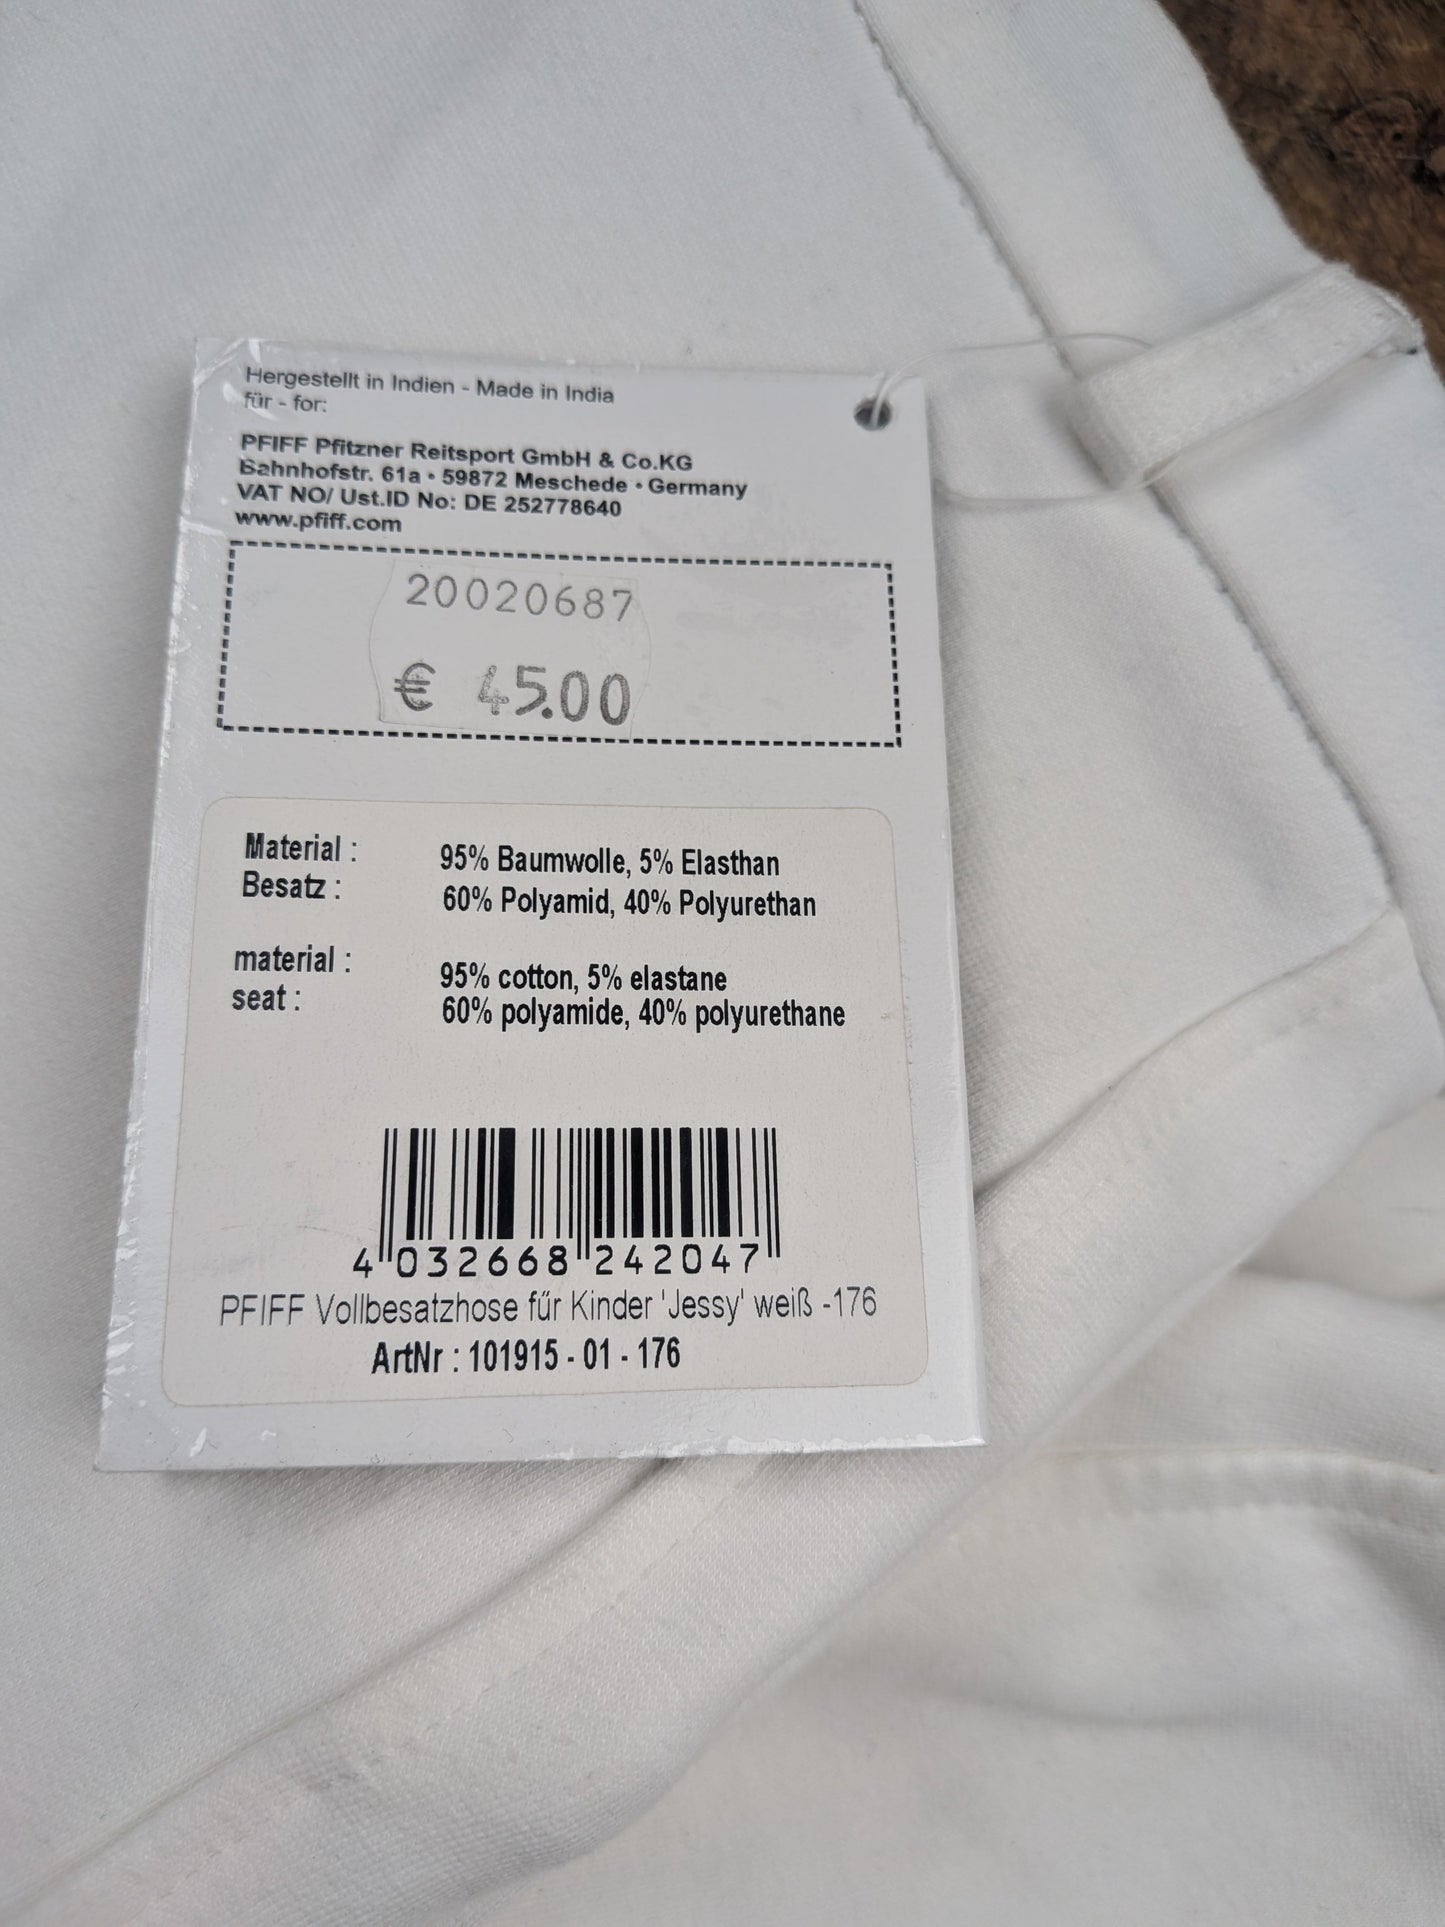 Hergestellt in Indien - Made in India
für - for:
PFIFF Pfitzner Reitsport GmbH & Co.KG
Bahnhofstr. 61a • 59872 Meschede • Germany
VAT NO/ Ust.ID No: DE 252778640
www.pfiff.com
20020687
€ 45.00
Material : 95% Baumwolle, 5% Elasthan
Besatz : 60% Polyamid, 40% Polyurethan
material : 95% cotton, 5% elastane
seat : 60% polyamide, 40% polyurethane
4 032668 242047
PFIFF Vollbesatzhose für Kinder 'Jessy' weiß -176
ArtNr : 101915 - 01 - 176